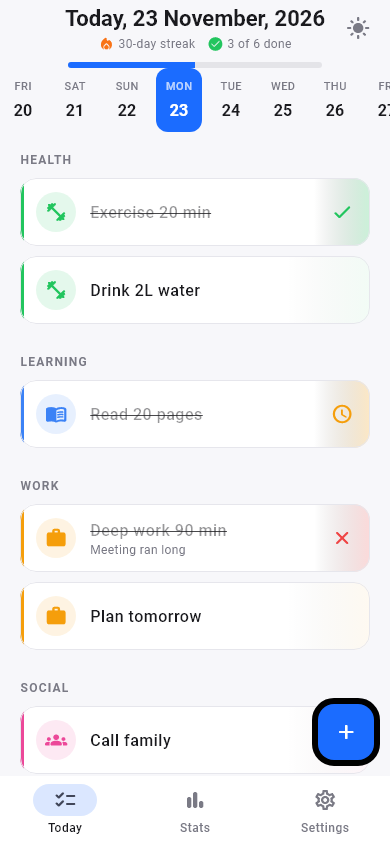 Today, 23 November, 2026
30-day streak 3 of 6 done
FRI SAT SUN MON TUE WED THU FR
20 21 22 23 24 25 26 27
HEALTH
Exercise 20 min
Drink 2L water
LEARNING
Read 20 pages
WORK
Deep work 90 min
Meeting ran long
Plan tomorrow
SOCIAL
Call family
+
Today Stats Settings